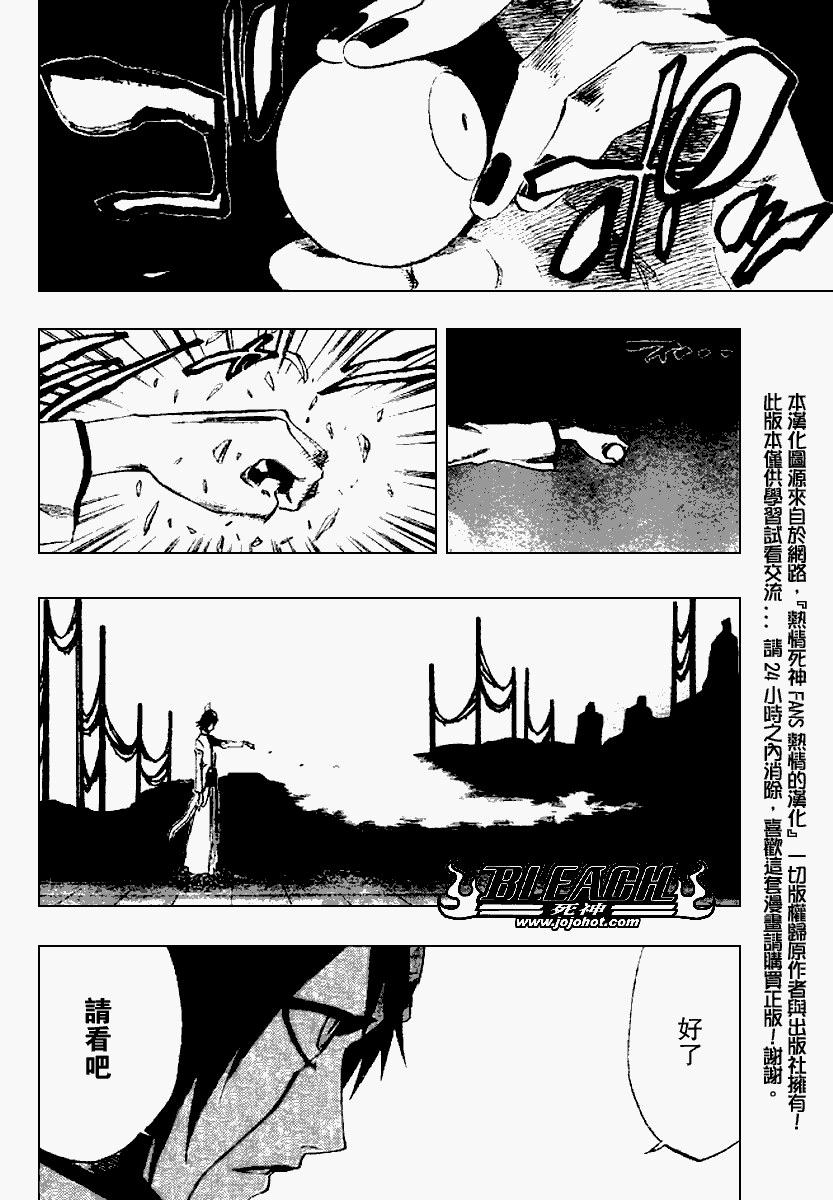 本漢化圖源來自於網路，『熱情死神FANS熱情的漢化』一切版權歸原作者與出版社擁有！
此版本僅供學習試看交流... 請24小時之內消除，喜歡這套漫畫請購買正版！謝謝。
BLEACH
死神
www.jojohot.com
好了
請看吧